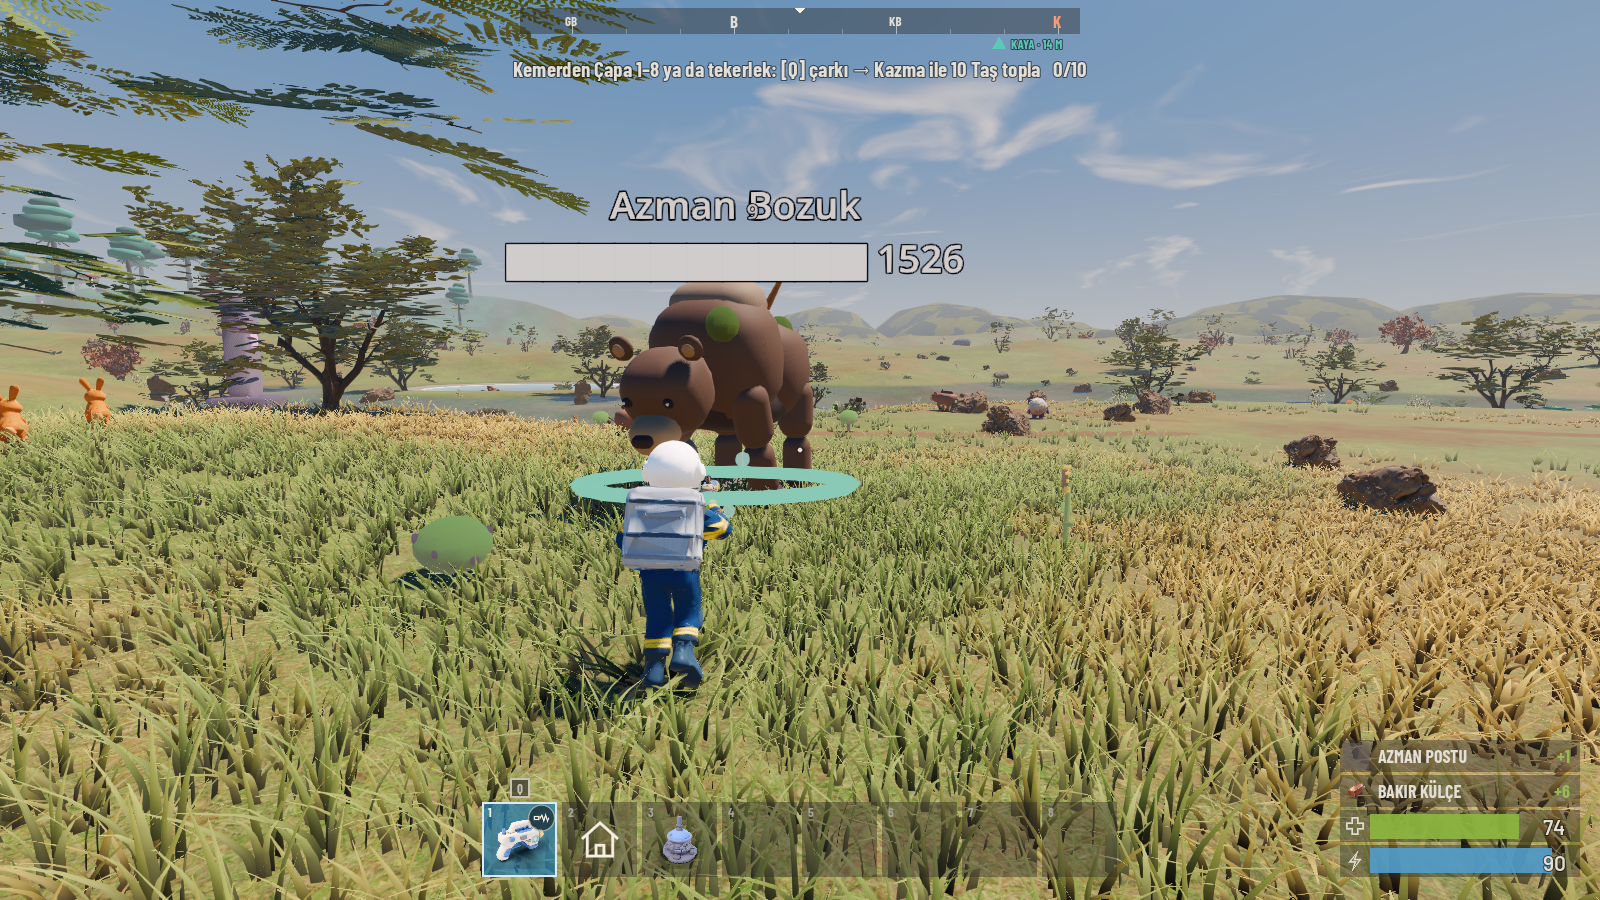 GB B KB K
KAYA · 14 M
Kemerden Çapa 1-8 ya da tekerlek: [Q] çarkı → Kazma ile 10 Taş topla 0/10
Azman Bozuk
1526
AZMAN POSTU +1
BAKIR KÜLÇE +6
74
90
Q
1 2 3 4 5 6 7 8